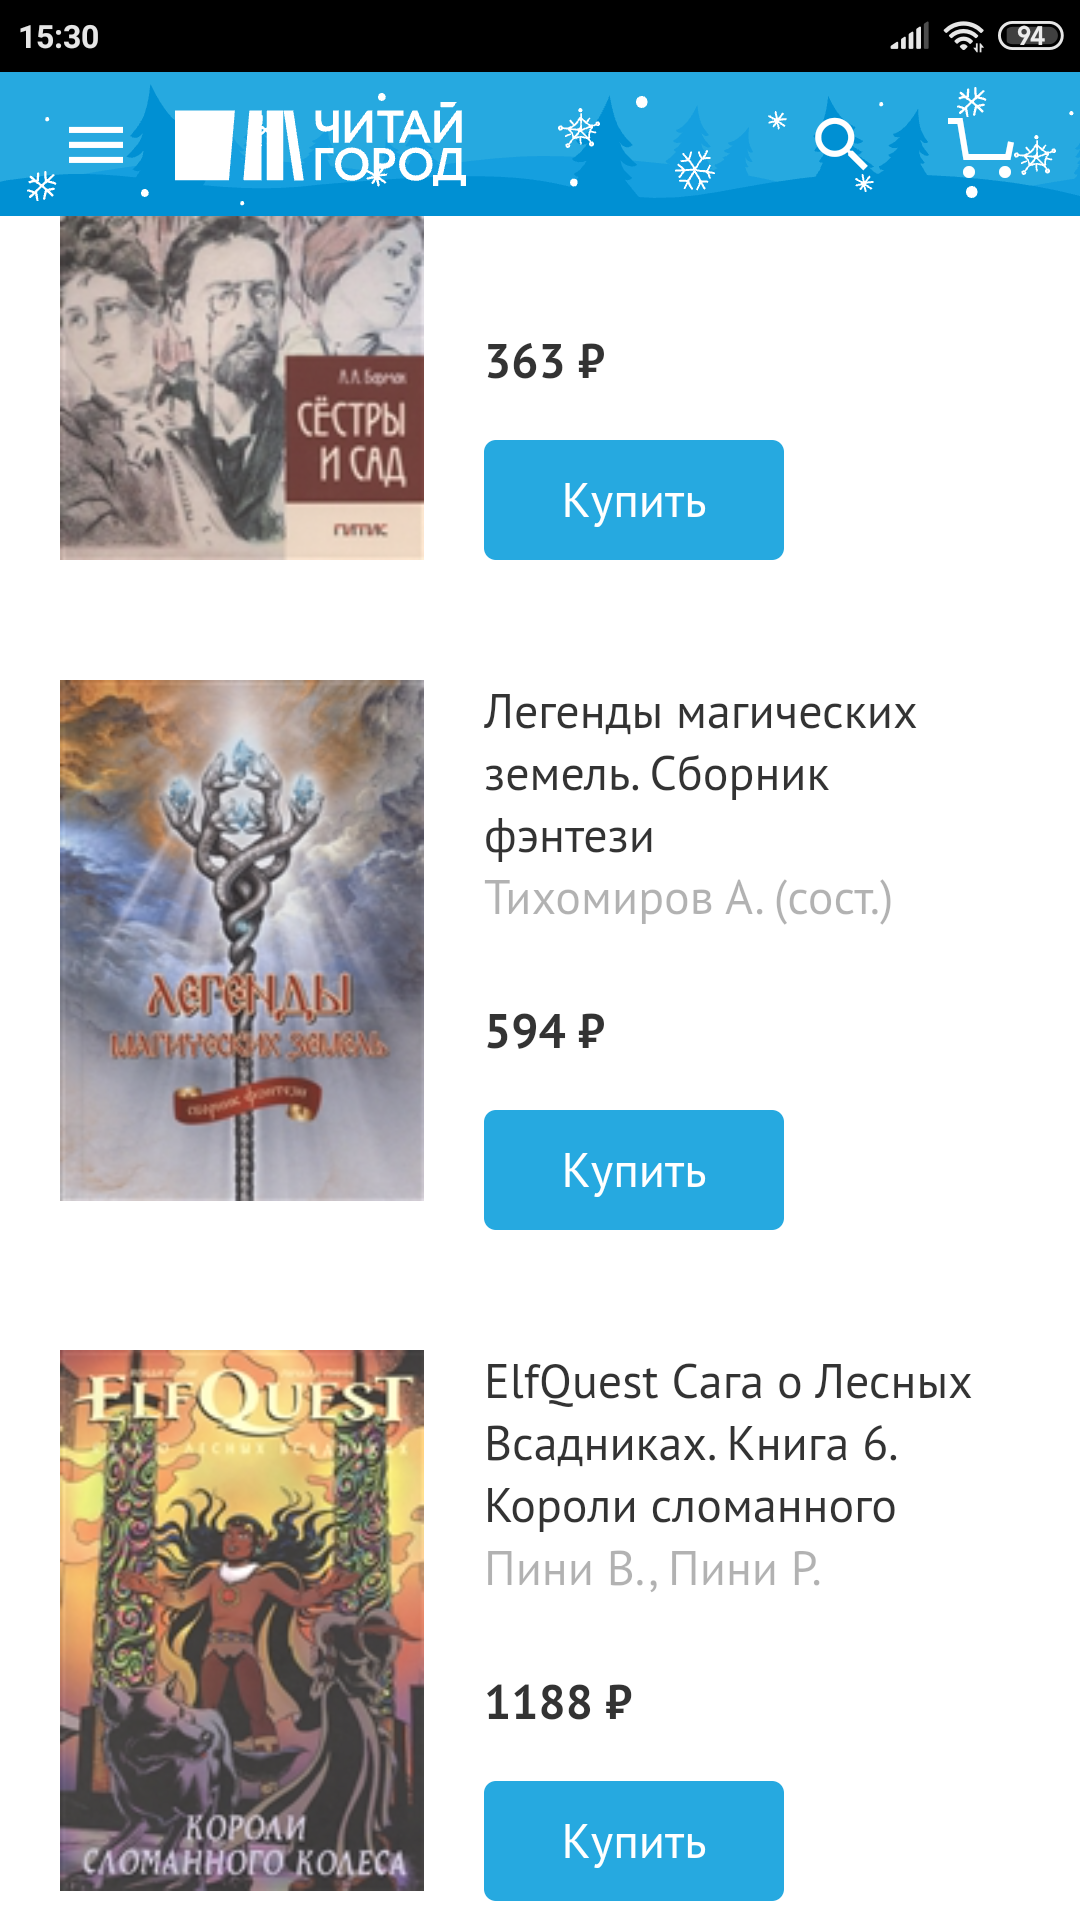 15:30
94
ЧИТАЙ
ГОРОД
СЁСТРЫ
И САД
ГИТИС
363 ₽
Купить
ЛЕГЕНДЫ
МАГИЧЕСКИХ ЗЕМЕЛЬ
сборник фэнтези
Легенды магических
земель. Сборник
фэнтези
Тихомиров А. (сост.)
594 ₽
Купить
ELFQUEST
САГА О ЛЕСНЫХ ВСАДНИКАХ
КОРОЛИ
СЛОМАННОГО КОЛЕСА
ElfQuest Сага о Лесных
Всадниках. Книга 6.
Короли сломанного
Пини В., Пини Р.
1188 ₽
Купить